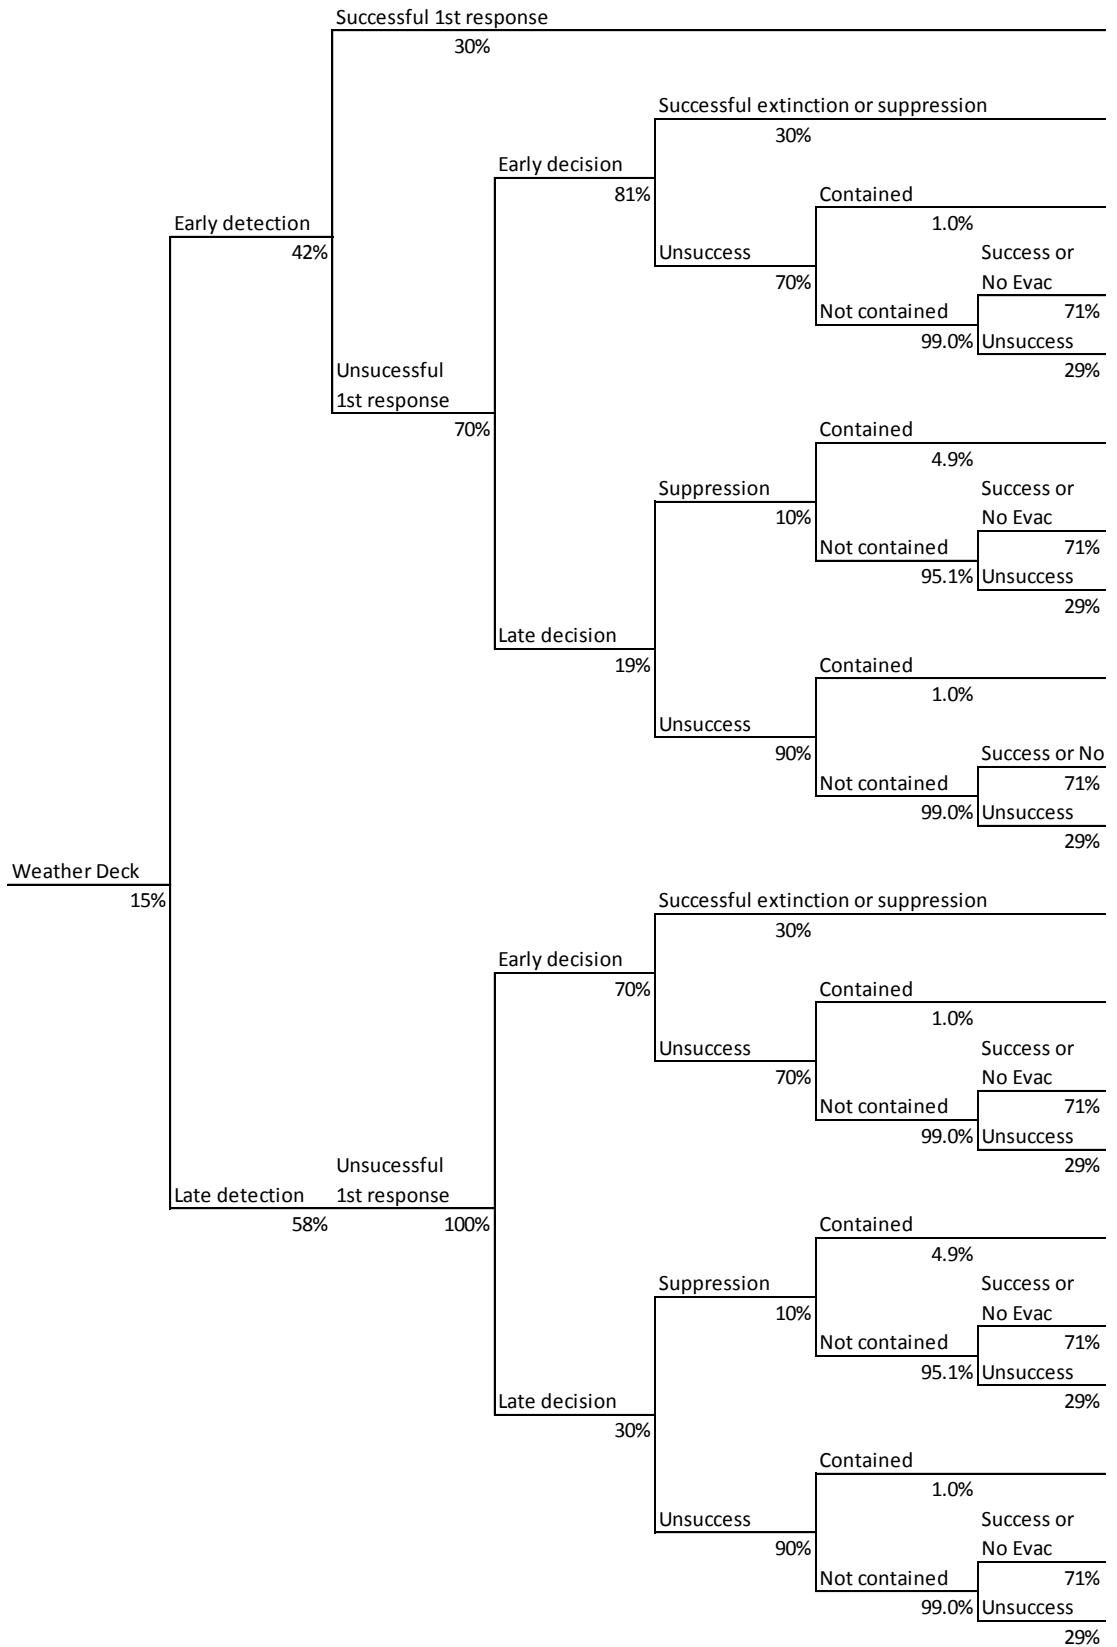 Successful 1st response
30%
Successful extinction or suppression
30%
Early decision
81%
Contained
Early detection
1.0%
42%
Unsuccess
Success or
70%
No Evac
Not contained
71%
99.0%
Unsuccess
Unsucessful
29%
1st response
70%
Contained
4.9%
Suppression
Success or
10%
No Evac
Not contained
71%
95.1%
Unsuccess
29%
Late decision
19%
Contained
1.0%
Unsuccess
90%
Success or No
Not contained
71%
99.0%
Unsuccess
29%
Weather Deck
15%
Successful extinction or suppression
30%
Early decision
70%
Contained
1.0%
Unsuccess
Success or
70%
No Evac
Not contained
71%
99.0%
Unsuccess
Unsucessful
29%
Late detection
1st response
58%
100%
Contained
4.9%
Suppression
Success or
10%
No Evac
Not contained
71%
95.1%
Unsuccess
Late decision
29%
30%
Contained
1.0%
Unsuccess
Success or
90%
No Evac
Not contained
71%
99.0%
Unsuccess
29%